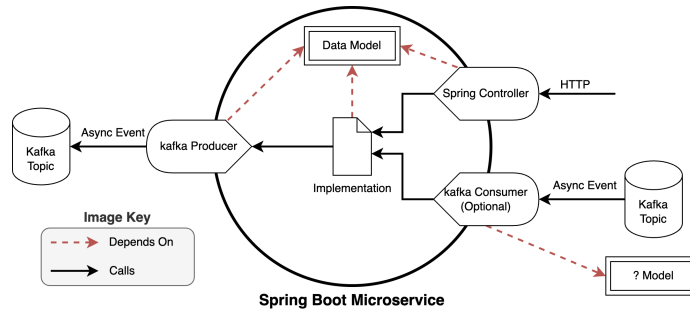 Data Model
Spring Controller
HTTP
Kafka
Topic
Async Event
kafka Producer
Implementation
kafka Consumer
(Optional)
Async Event
Kafka
Topic
Image Key
Depends On
Calls
? Model
Spring Boot Microservice